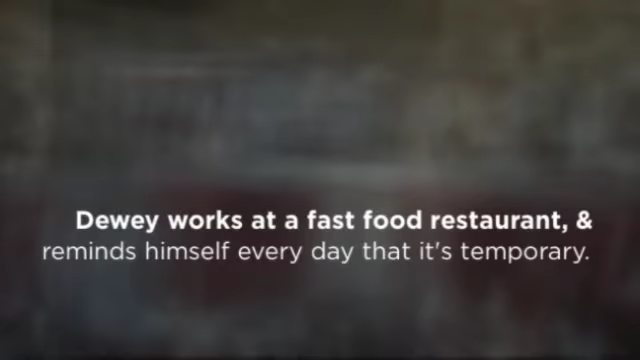 Dewey works at a fast food restaurant, &
reminds himself every day that it's temporary.